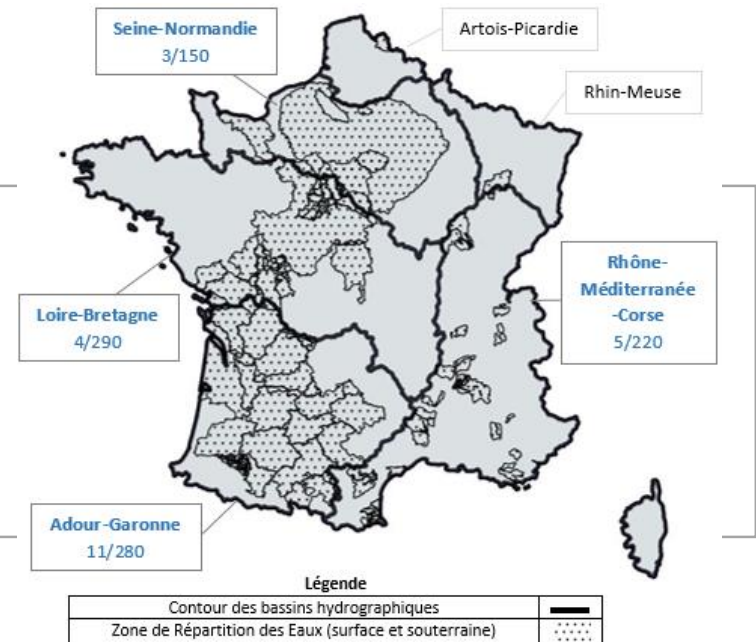 Seine-Normandie
3/150
Artois-Picardie
Rhin-Meuse
Rhône-
Méditerranée
-Corse
5/220
Loire-Bretagne
4/290
Adour-Garonne
11/280
Légende
Contour des bassins hydrographiques
Zone de Répartition des Eaux (surface et souterraine)